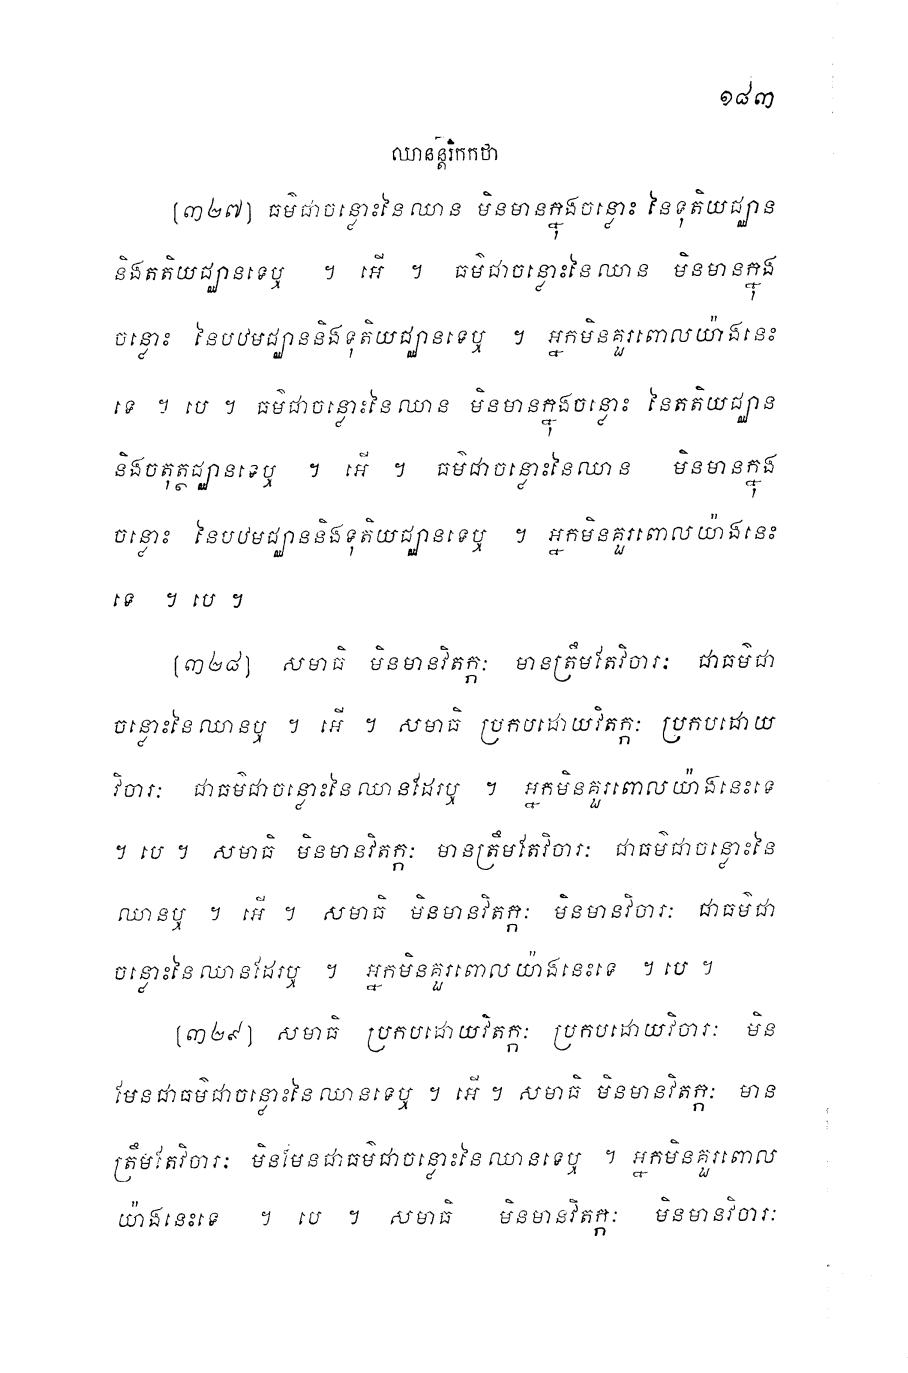 ១៨៣
ឈានន្តរិកកថា
[៣២៧] ធម៌ជាចន្លោះនៃឈាន មិនមានក្នុងចន្លោះ នៃទុតិយជ្ឈាន
និងតតិយជ្ឈានទេឬ ។ អើ ។ ធម៌ជាចន្លោះនៃឈាន មិនមានក្នុង
ចន្លោះ នៃបឋមជ្ឈាននិងទុតិយជ្ឈានទេឬ ។ អ្នកមិនគួរពោលយ៉ាងនេះ
ទេ ។ បេ ។ ធម៌ជាចន្លោះនៃឈាន មិនមានក្នុងចន្លោះ នៃតតិយជ្ឈាន
និងចតុត្ថជ្ឈានទេឬ ។ អើ ។ ធម៌ជាចន្លោះនៃឈាន មិនមានក្នុង
ចន្លោះ នៃបឋមជ្ឈាននិងទុតិយជ្ឈានទេឬ ។ អ្នកមិនគួរពោលយ៉ាងនេះ
ទេ ។ បេ ។
[៣២៨] សមាធិ មិនមានវិតក្កៈ មានត្រឹមតែវិចារៈ ជាធម៌ជា
ចន្លោះនៃឈានឬ ។ អើ ។ សមាធិ ប្រកបដោយវិតក្កៈ ប្រកបដោយ
វិចារៈ ជាធម៌ជាចន្លោះនៃឈានដែរឬ ។ អ្នកមិនគួរពោលយ៉ាងនេះទេ
។ បេ ។ សមាធិ មិនមានវិតក្កៈ មានត្រឹមតែវិចារៈ ជាធម៌ជាចន្លោះនៃ
ឈានឬ ។ អើ ។ សមាធិ មិនមានវិតក្កៈ មិនមានវិចារៈ ជាធម៌ជា
ចន្លោះនៃឈានដែរឬ ។ អ្នកមិនគួរពោលយ៉ាងនេះទេ ។ បេ ។
[៣២៩] សមាធិ ប្រកបដោយវិតក្កៈ ប្រកបដោយវិចារៈ មិន
មែនជាធម៌ជាចន្លោះនៃឈានទេឬ ។ អើ ។ សមាធិ មិនមានវិតក្កៈ មាន
ត្រឹមតែវិចារៈ មិនមែនជាធម៌ជាចន្លោះនៃឈានទេឬ ។ អ្នកមិនគួរពោល
យ៉ាងនេះទេ ។ បេ ។ សមាធិ មិនមានវិតក្កៈ មិនមានវិចារៈ